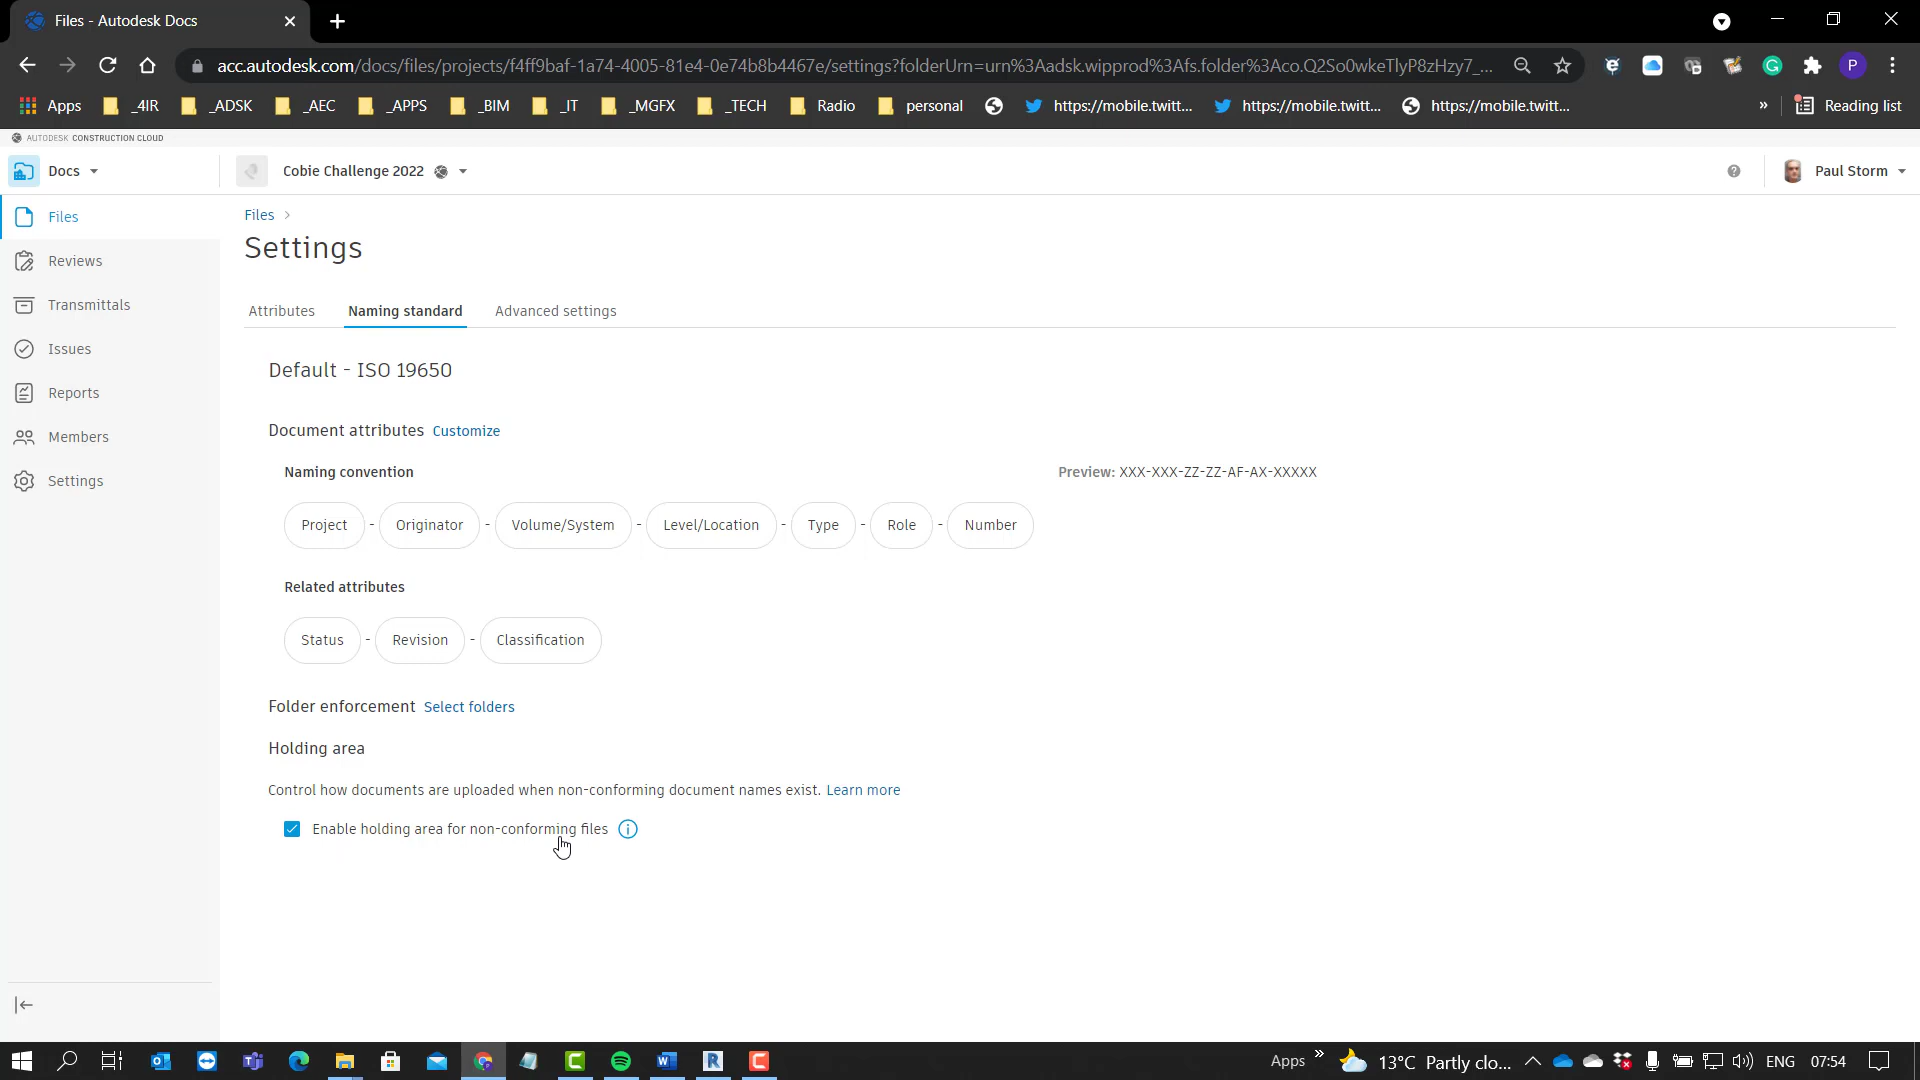 Files - Autodesk Docs
acc.autodesk.com/docs/files/projects/f4ff9baf-1a74-4005-81e4-0e74b8b4467e/settings?folderUrn=urn%3Aadsk.wipprod%3Afs.folder%3Aco.Q2So0wkeTlyP8zHzy7_...
P
Apps _4IR _ADSK _AEC _APPS _BIM _IT _MGFX _TECH Radio personal https://mobile.twitt... https://mobile.twitt... https://mobile.twitt... » Reading list
AUTODESK CONSTRUCTION CLOUD
Docs Cobie Challenge 2022 Paul Storm
Files
Reviews
Transmittals
Issues
Reports
Members
Settings
Files >
Settings
Attributes Naming standard Advanced settings
Default - ISO 19650
Document attributes Customize
Naming convention Preview: XXX-XXX-ZZ-ZZ-AF-AX-XXXXX
Project - Originator - Volume/System - Level/Location - Type - Role - Number
Related attributes
Status - Revision - Classification
Folder enforcement Select folders
Holding area
Control how documents are uploaded when non-conforming document names exist. Learn more
Enable holding area for non-conforming files
Apps » 13°C Partly clo... ENG 07:54